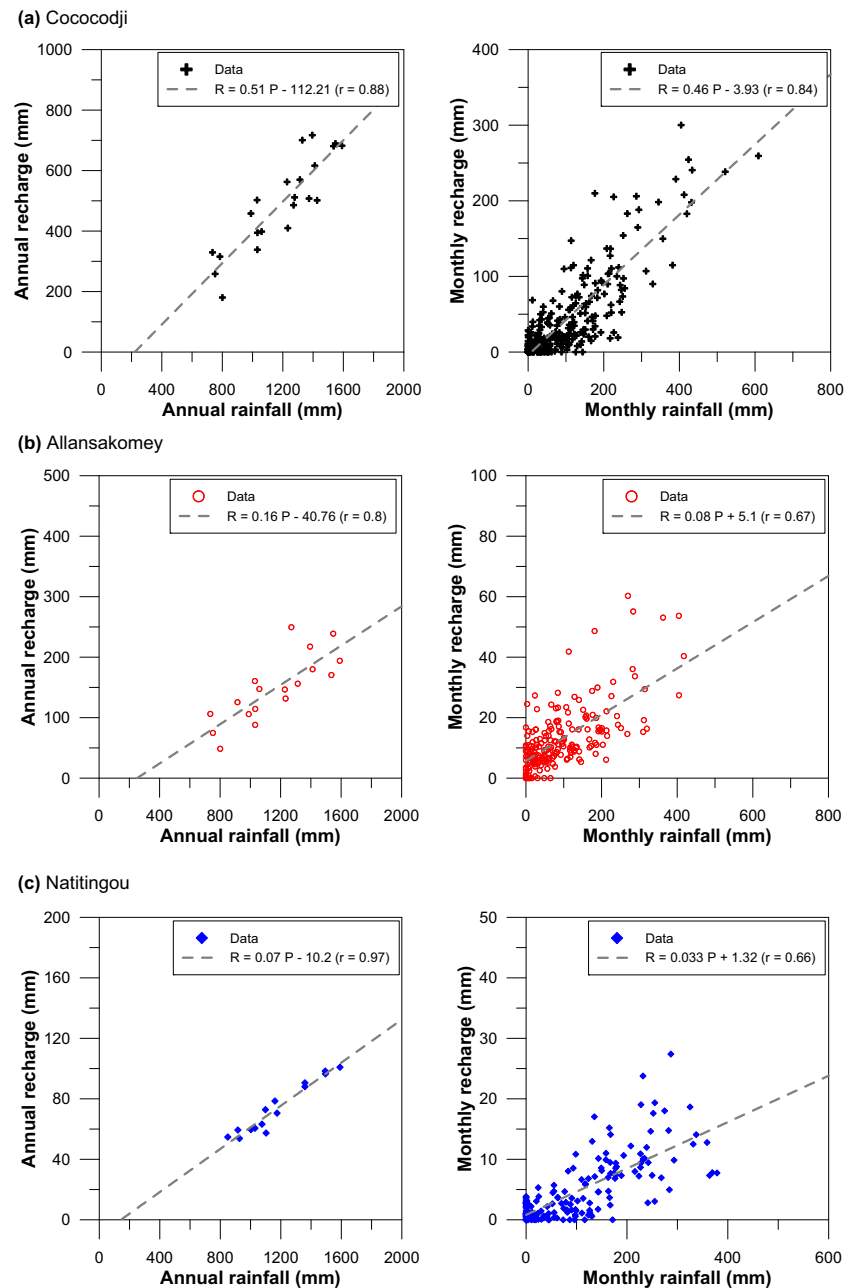 (a) Cococodji
1000
800
600
400
200
0
Annual recharge (mm)
Data
R = 0.51 P - 112.21 (r = 0.88)
0 400 800 1200 1600 2000
Annual rainfall (mm)
400
300
200
100
0
Monthly recharge (mm)
Data
R = 0.46 P - 3.93 (r = 0.84)
0 200 400 600 800
Monthly rainfall (mm)
(b) Allansakomey
500
400
300
200
100
0
Annual recharge (mm)
Data
R = 0.16 P - 40.76 (r = 0.8)
0 400 800 1200 1600 2000
Annual rainfall (mm)
100
80
60
40
20
0
Monthly recharge (mm)
Data
R = 0.08 P + 5.1 (r = 0.67)
0 200 400 600 800
Monthly rainfall (mm)
(c) Natitingou
200
160
120
80
40
0
Annual recharge (mm)
Data
R = 0.07 P - 10.2 (r = 0.97)
0 400 800 1200 1600 2000
Annual rainfall (mm)
50
40
30
20
10
0
Monthly recharge (mm)
Data
R = 0.033 P + 1.32 (r = 0.66)
0 200 400 600
Monthly rainfall (mm)